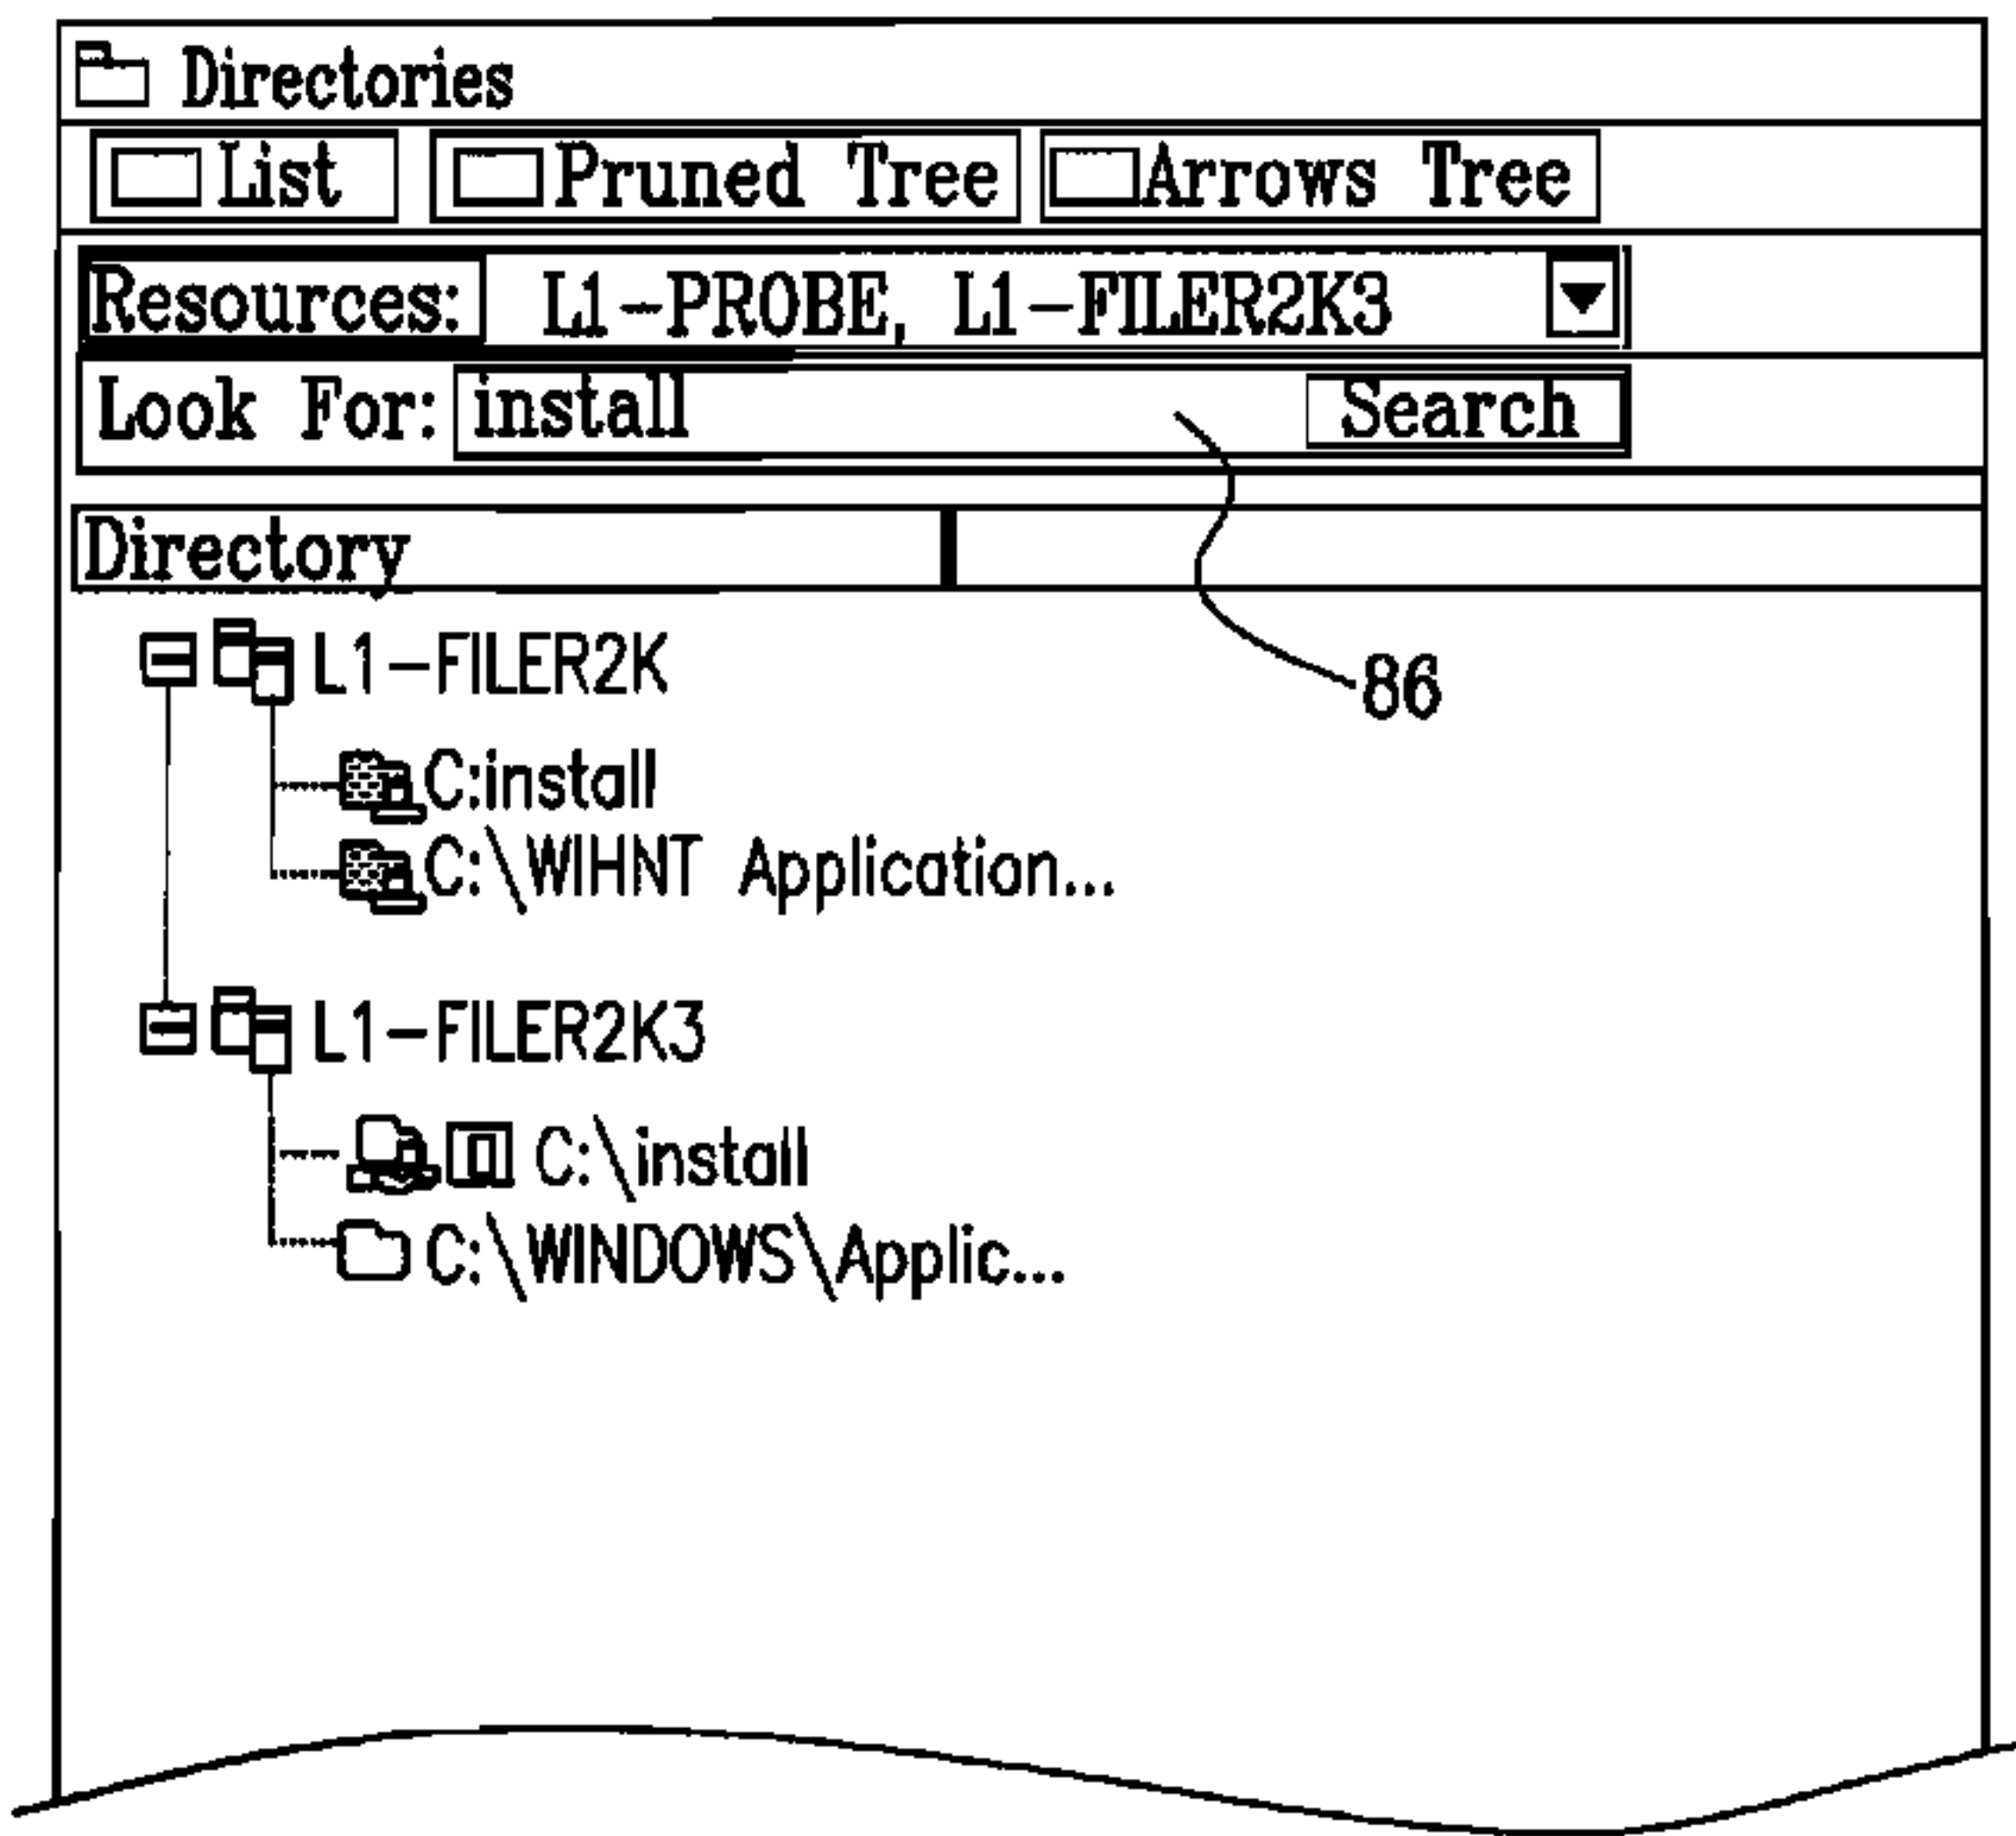 Directories
List Pruned Tree Arrows Tree
Resources: L1-PROBE, L1-FILER2K3
Look For: install Search
Directory
86
L1-FILER2K
C:install
C:\WIHNT Application...
L1-FILER2K3
C:\install
C:\WINDOWS\Applic...